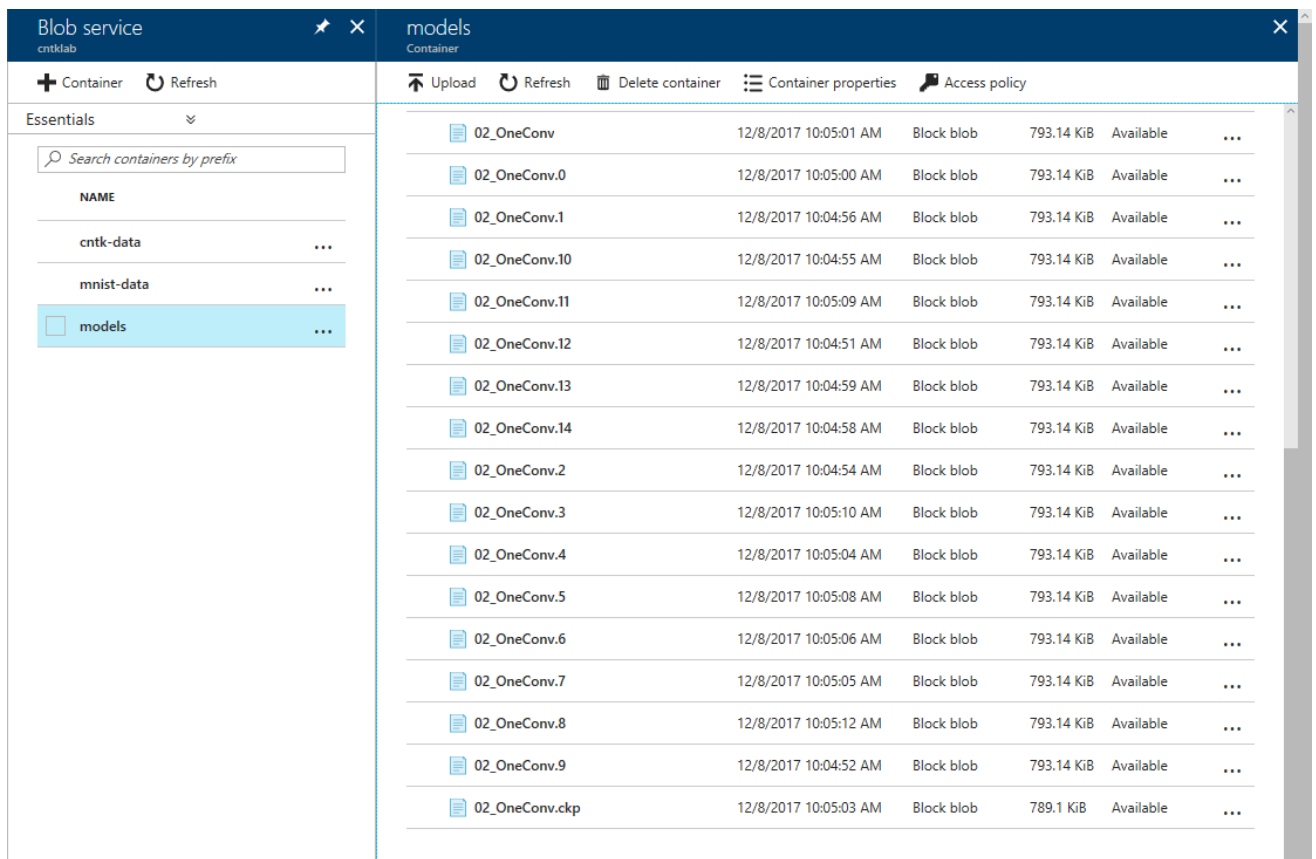 Blob service
cntklab
Container Refresh
Essentials
Search containers by prefix
NAME
cntk-data ...
mnist-data ...
models ...
models
Container
Upload Refresh Delete container Container properties Access policy
02_OneConv 12/8/2017 10:05:01 AM Block blob 793.14 KiB Available ...
02_OneConv.0 12/8/2017 10:05:00 AM Block blob 793.14 KiB Available ...
02_OneConv.1 12/8/2017 10:04:56 AM Block blob 793.14 KiB Available ...
02_OneConv.10 12/8/2017 10:04:55 AM Block blob 793.14 KiB Available ...
02_OneConv.11 12/8/2017 10:05:09 AM Block blob 793.14 KiB Available ...
02_OneConv.12 12/8/2017 10:04:51 AM Block blob 793.14 KiB Available ...
02_OneConv.13 12/8/2017 10:04:59 AM Block blob 793.14 KiB Available ...
02_OneConv.14 12/8/2017 10:04:58 AM Block blob 793.14 KiB Available ...
02_OneConv.2 12/8/2017 10:04:54 AM Block blob 793.14 KiB Available ...
02_OneConv.3 12/8/2017 10:05:10 AM Block blob 793.14 KiB Available ...
02_OneConv.4 12/8/2017 10:05:04 AM Block blob 793.14 KiB Available ...
02_OneConv.5 12/8/2017 10:05:08 AM Block blob 793.14 KiB Available ...
02_OneConv.6 12/8/2017 10:05:06 AM Block blob 793.14 KiB Available ...
02_OneConv.7 12/8/2017 10:05:05 AM Block blob 793.14 KiB Available ...
02_OneConv.8 12/8/2017 10:05:12 AM Block blob 793.14 KiB Available ...
02_OneConv.9 12/8/2017 10:04:52 AM Block blob 793.14 KiB Available ...
02_OneConv.ckp 12/8/2017 10:05:03 AM Block blob 789.1 KiB Available ...